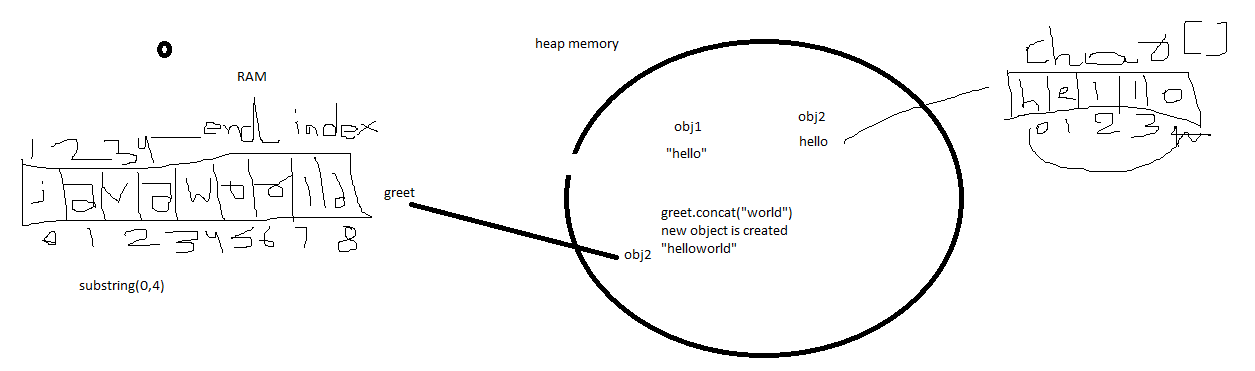 heap memory
char []
RAM
h e l l o
0 1 2 3 4
end index
1 2 3 4
obj1
obj2
"hello"
hello
j a v a w o r l d
0 1 2 3 4 5 6 7 8
greet
greet.concat("world")
new object is created
"helloworld"
obj2
substring(0,4)